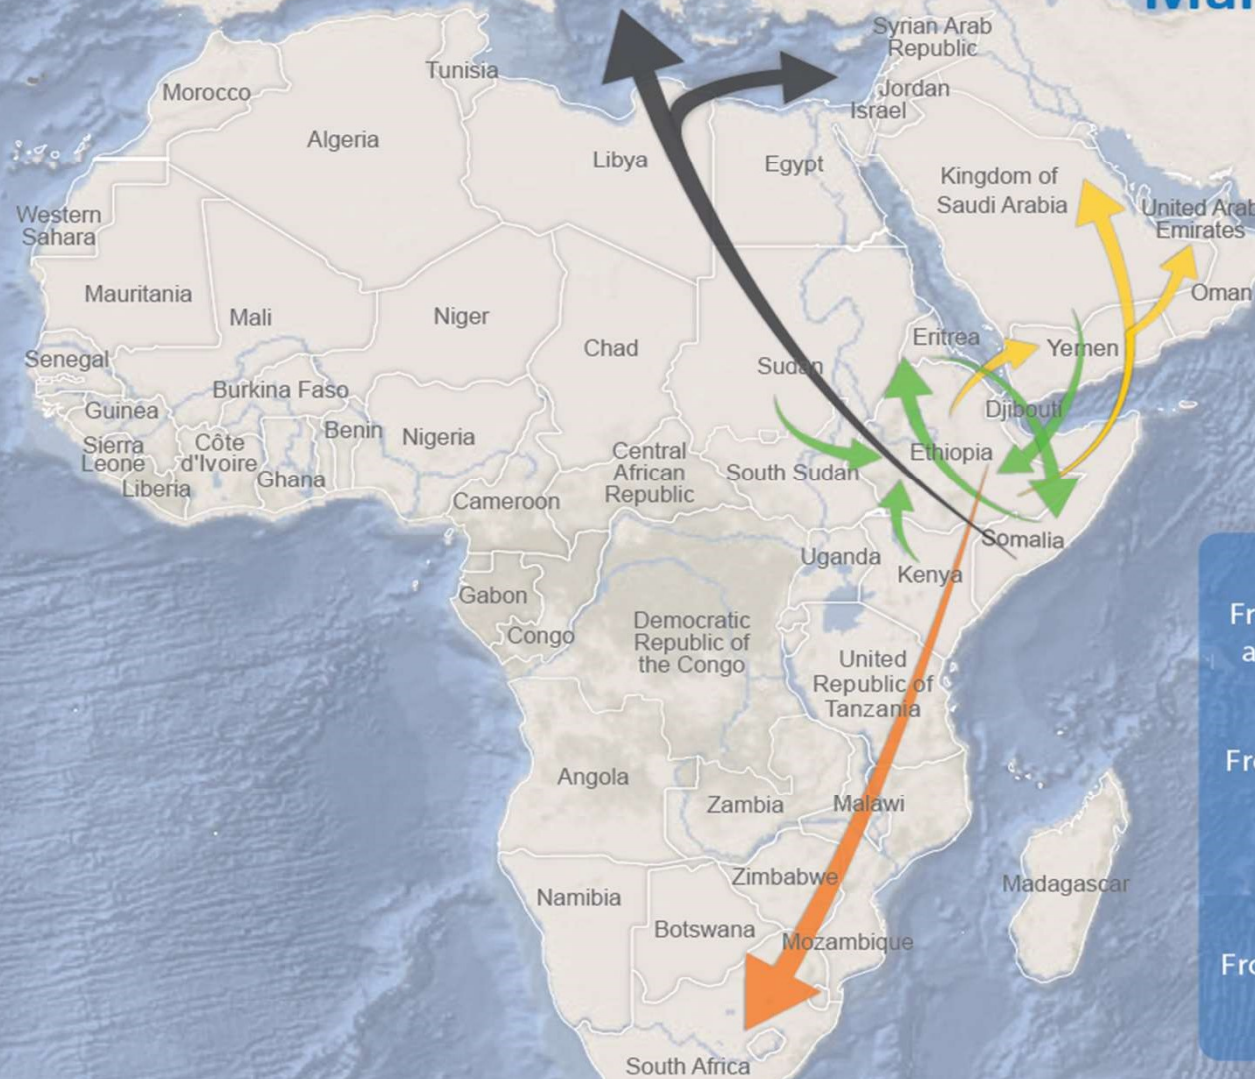 Syrian Arab
Republic
Tunisia
Morocco
Jordan
Israel
Algeria
Libya
Egypt
Kingdom of
Saudi Arabia
United Arab
Emirates
Western
Sahara
Mauritania
Mali
Niger
Chad
Sudan
Eritrea
Yemen
Oman
Senegal
Burkina Faso
Guinea
Benin
Nigeria
Djibouti
Sierra
Leone
Côte
d'Ivoire
Ghana
Liberia
Central
African
Republic
South Sudan
Ethiopia
Cameroon
Somalia
Uganda
Kenya
Gabon
Congo
Democratic
Republic of
the Congo
United
Republic of
Tanzania
Angola
Zambia
Malawi
Zimbabwe
Namibia
Botswana
Mozambique
Madagascar
South Africa